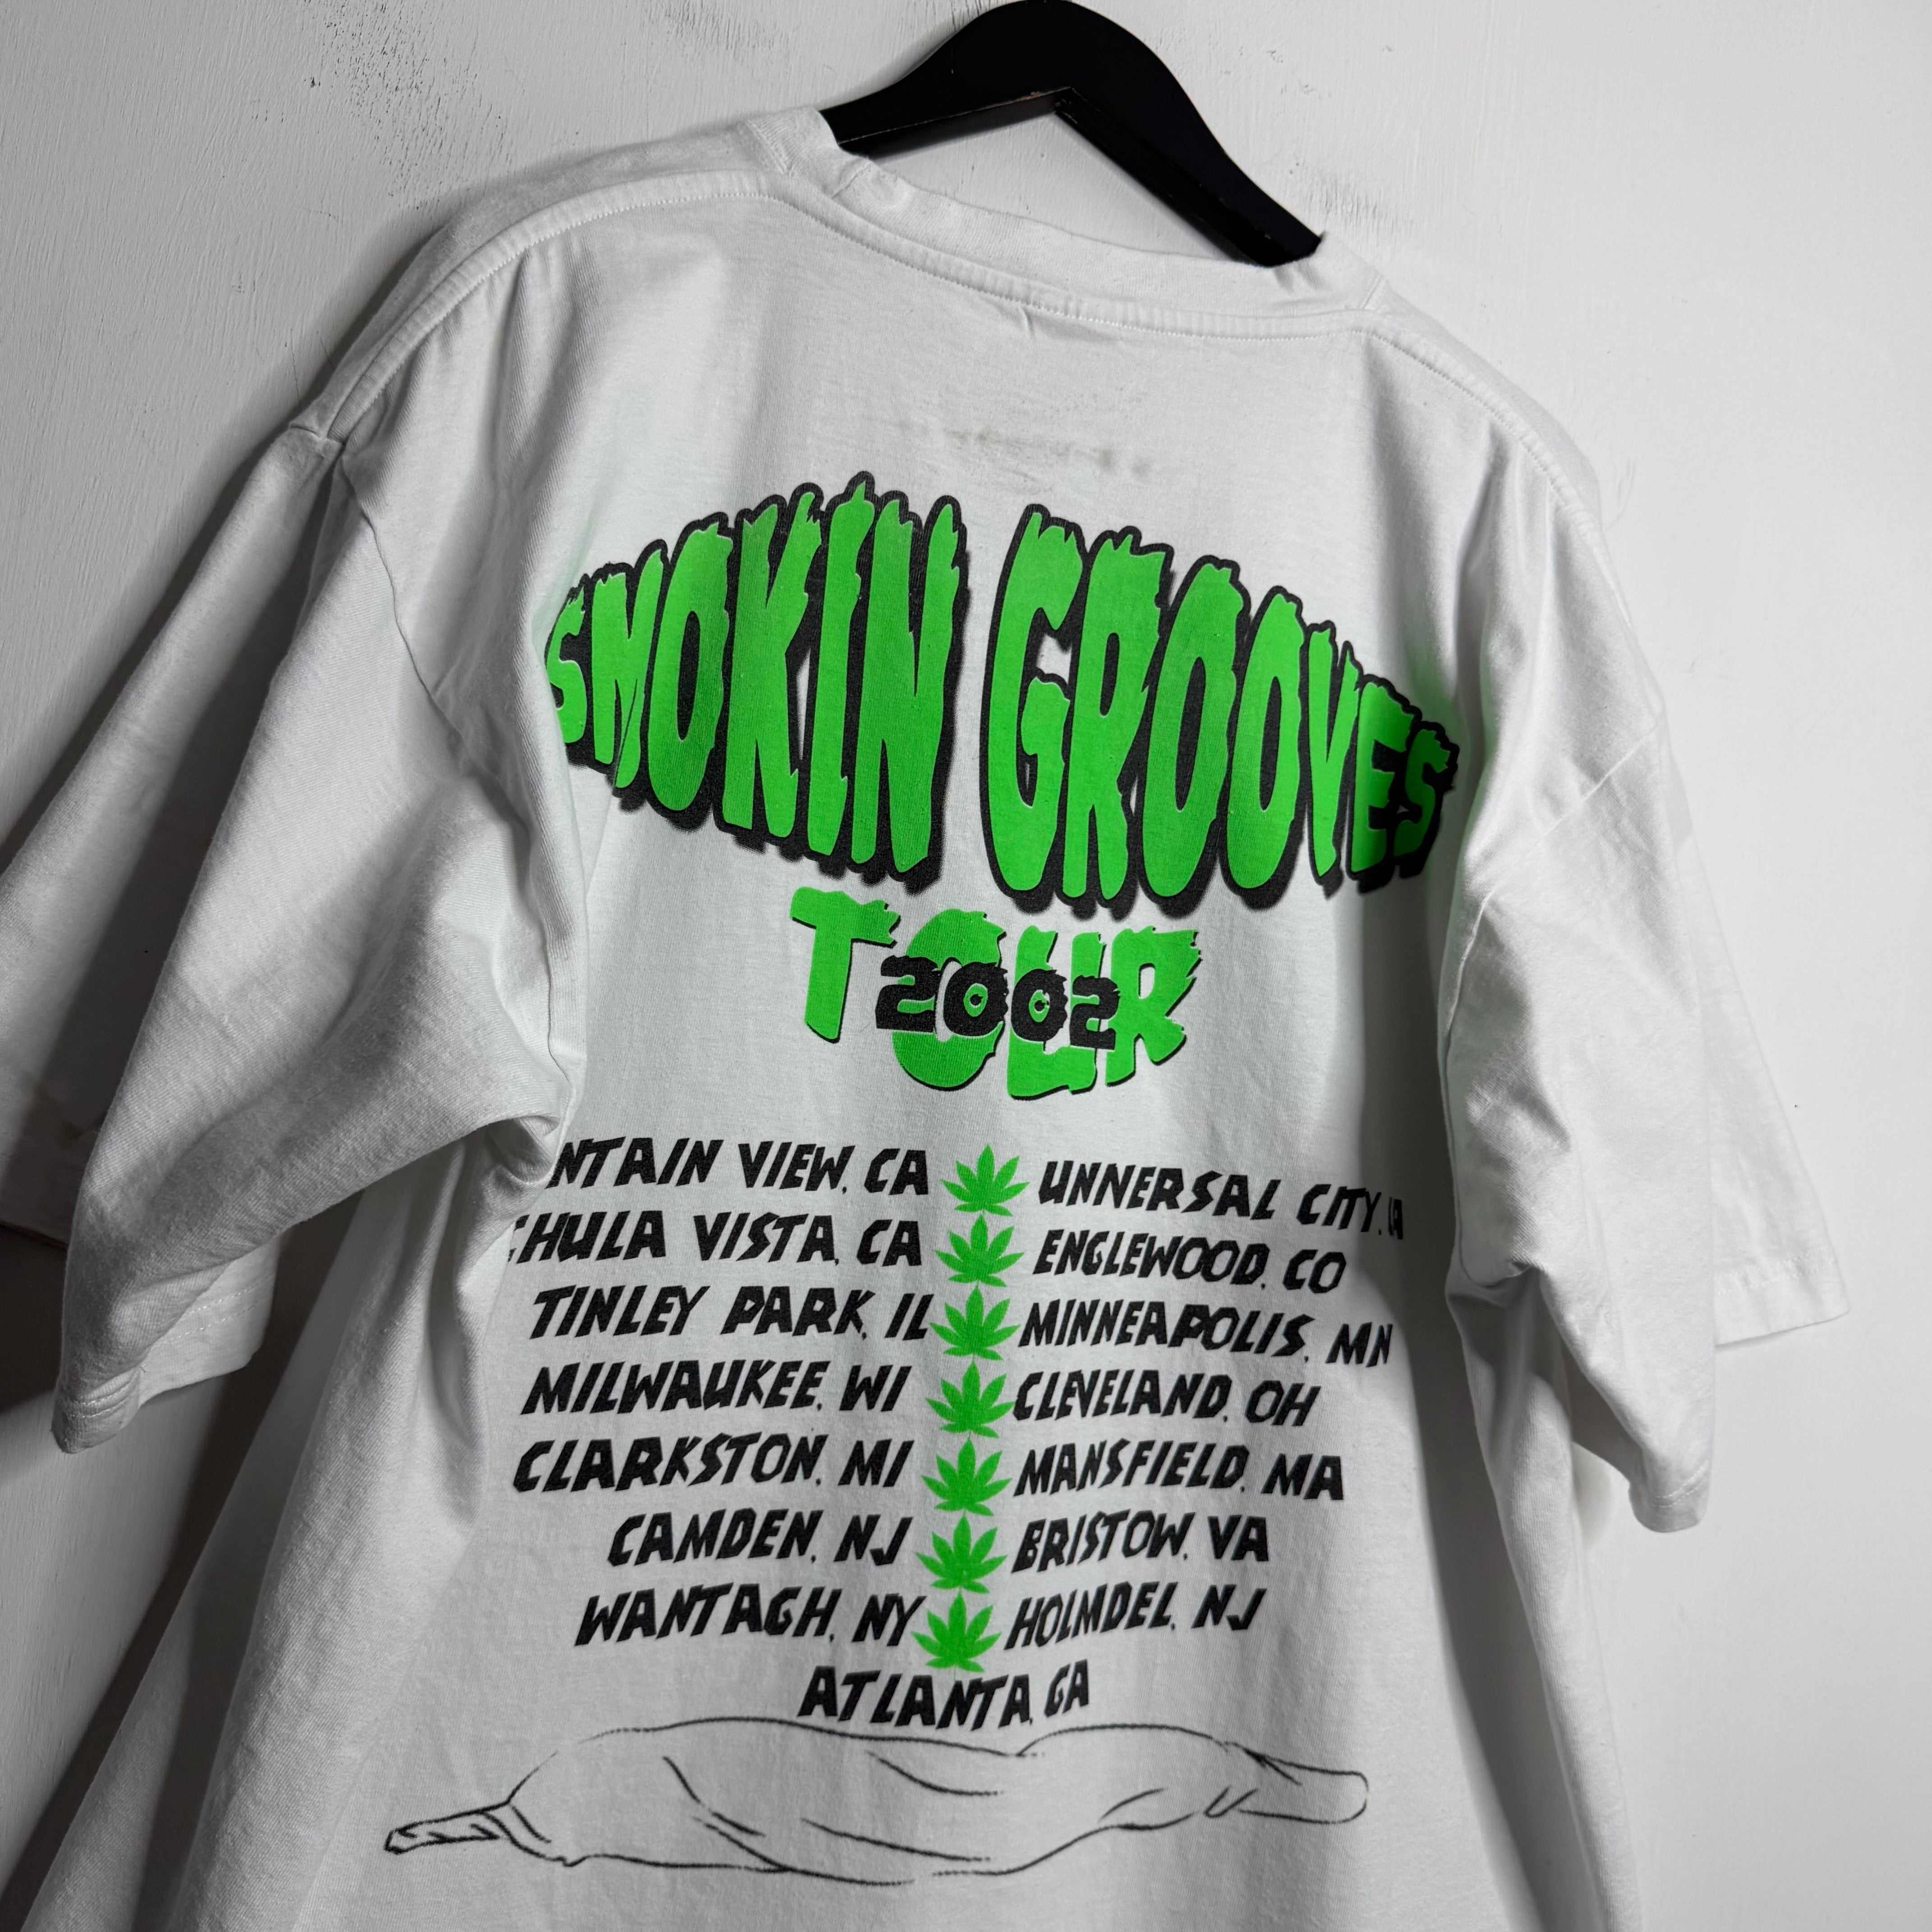 SMOKIN GROOVES
TOUR
2002
NTAIN VIEW, CA UNNERSAL CITY, CA
CHULA VISTA, CA ENGLEWOOD, CO
TINLEY PARK, IL MINNEAPOLIS, MN
MILWAUKEE, WI CLEVELAND, OH
CLARKSTON, MI MANSFIELD, MA
CAMDEN, NJ BRISTOW, VA
WANTAGH, NY HOLMDEL, NJ
ATLANTA, GA